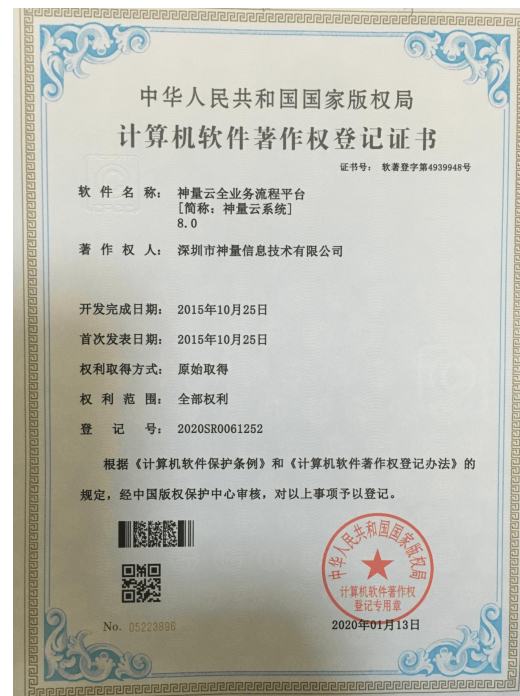 中华人民共和国国家版权局
计算机软件著作权登记证书
证书号： 软著登字第4939948号
软件名称： 神量云全业务流程平台
[简称：神量云系统]
8.0
著作权人： 深圳市神量信息技术有限公司
开发完成日期： 2015年10月25日
首次发表日期： 2015年10月25日
权利取得方式： 原始取得
权利范围： 全部权利
登记号： 2020SR0061252
根据《计算机软件保护条例》和《计算机软件著作权登记办法》的
规定，经中国版权保护中心审核，对以上事项予以登记。
中华人民共和国国家版权局
计算机软件著作权
登记专用章
No. 05223896
2020年01月13日